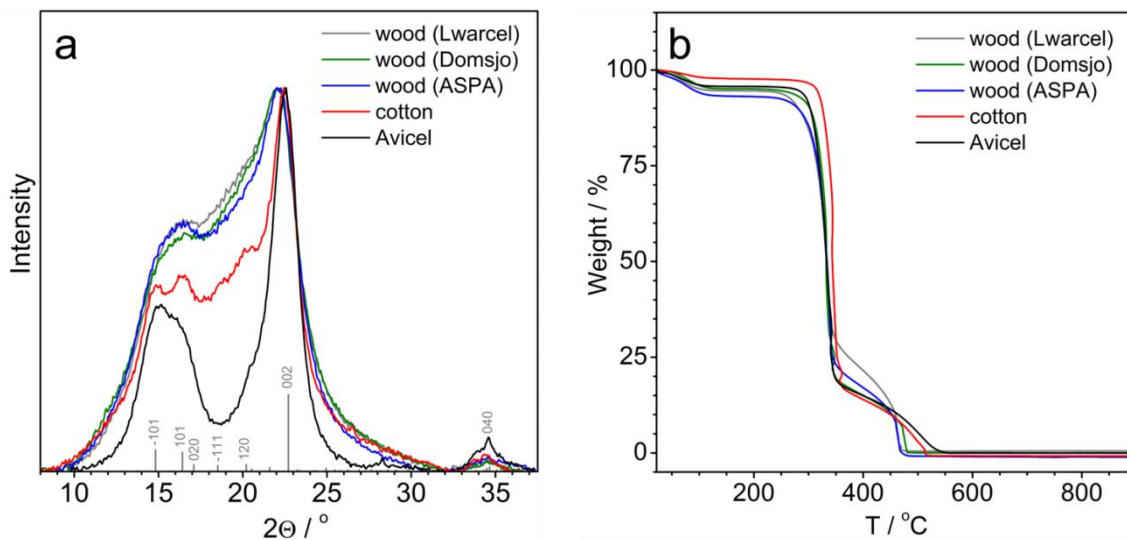 a
wood (Lwarcel)
wood (Domsjo)
wood (ASPA)
cotton
Avicel
Intensity
-101
101
020
-111
120
002
040
10 15 20 25 30 35
2Θ / °
b
wood (Lwarcel)
wood (Domsjo)
wood (ASPA)
cotton
Avicel
Weight / %
100
75
50
25
0
200 400 600 800
T / °C